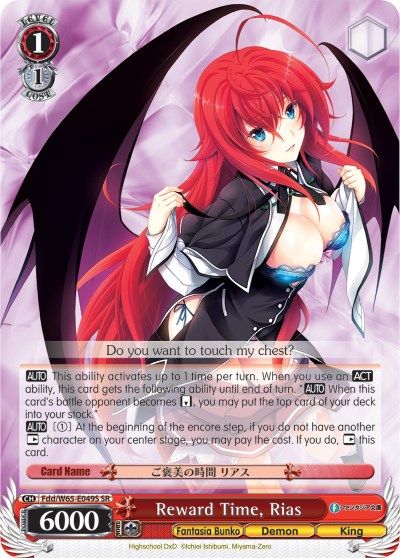 LEVEL
1
1
COST
Do you want to touch my chest?
AUTO This ability activates up to 1 time per turn. When you use an ACT
ability, this card gets the following ability until end of turn. "AUTO When this
card's battle opponent becomes [▼], you may put the top card of your deck
into your stock."
AUTO [①] At the beginning of the encore step, if you do not have another
[▶] character on your center stage, you may pay the cost. If you do, [▶] this
card.
Card Name ご褒美の時間 リアス
CH Fdd/W65-E049S SR
POWER 6000 Reward Time, Rias
ファンタジア文庫 Fantasia Bunko Demon King
Highschool DxD ©Ichiei Ishibumi, Miyama-Zero